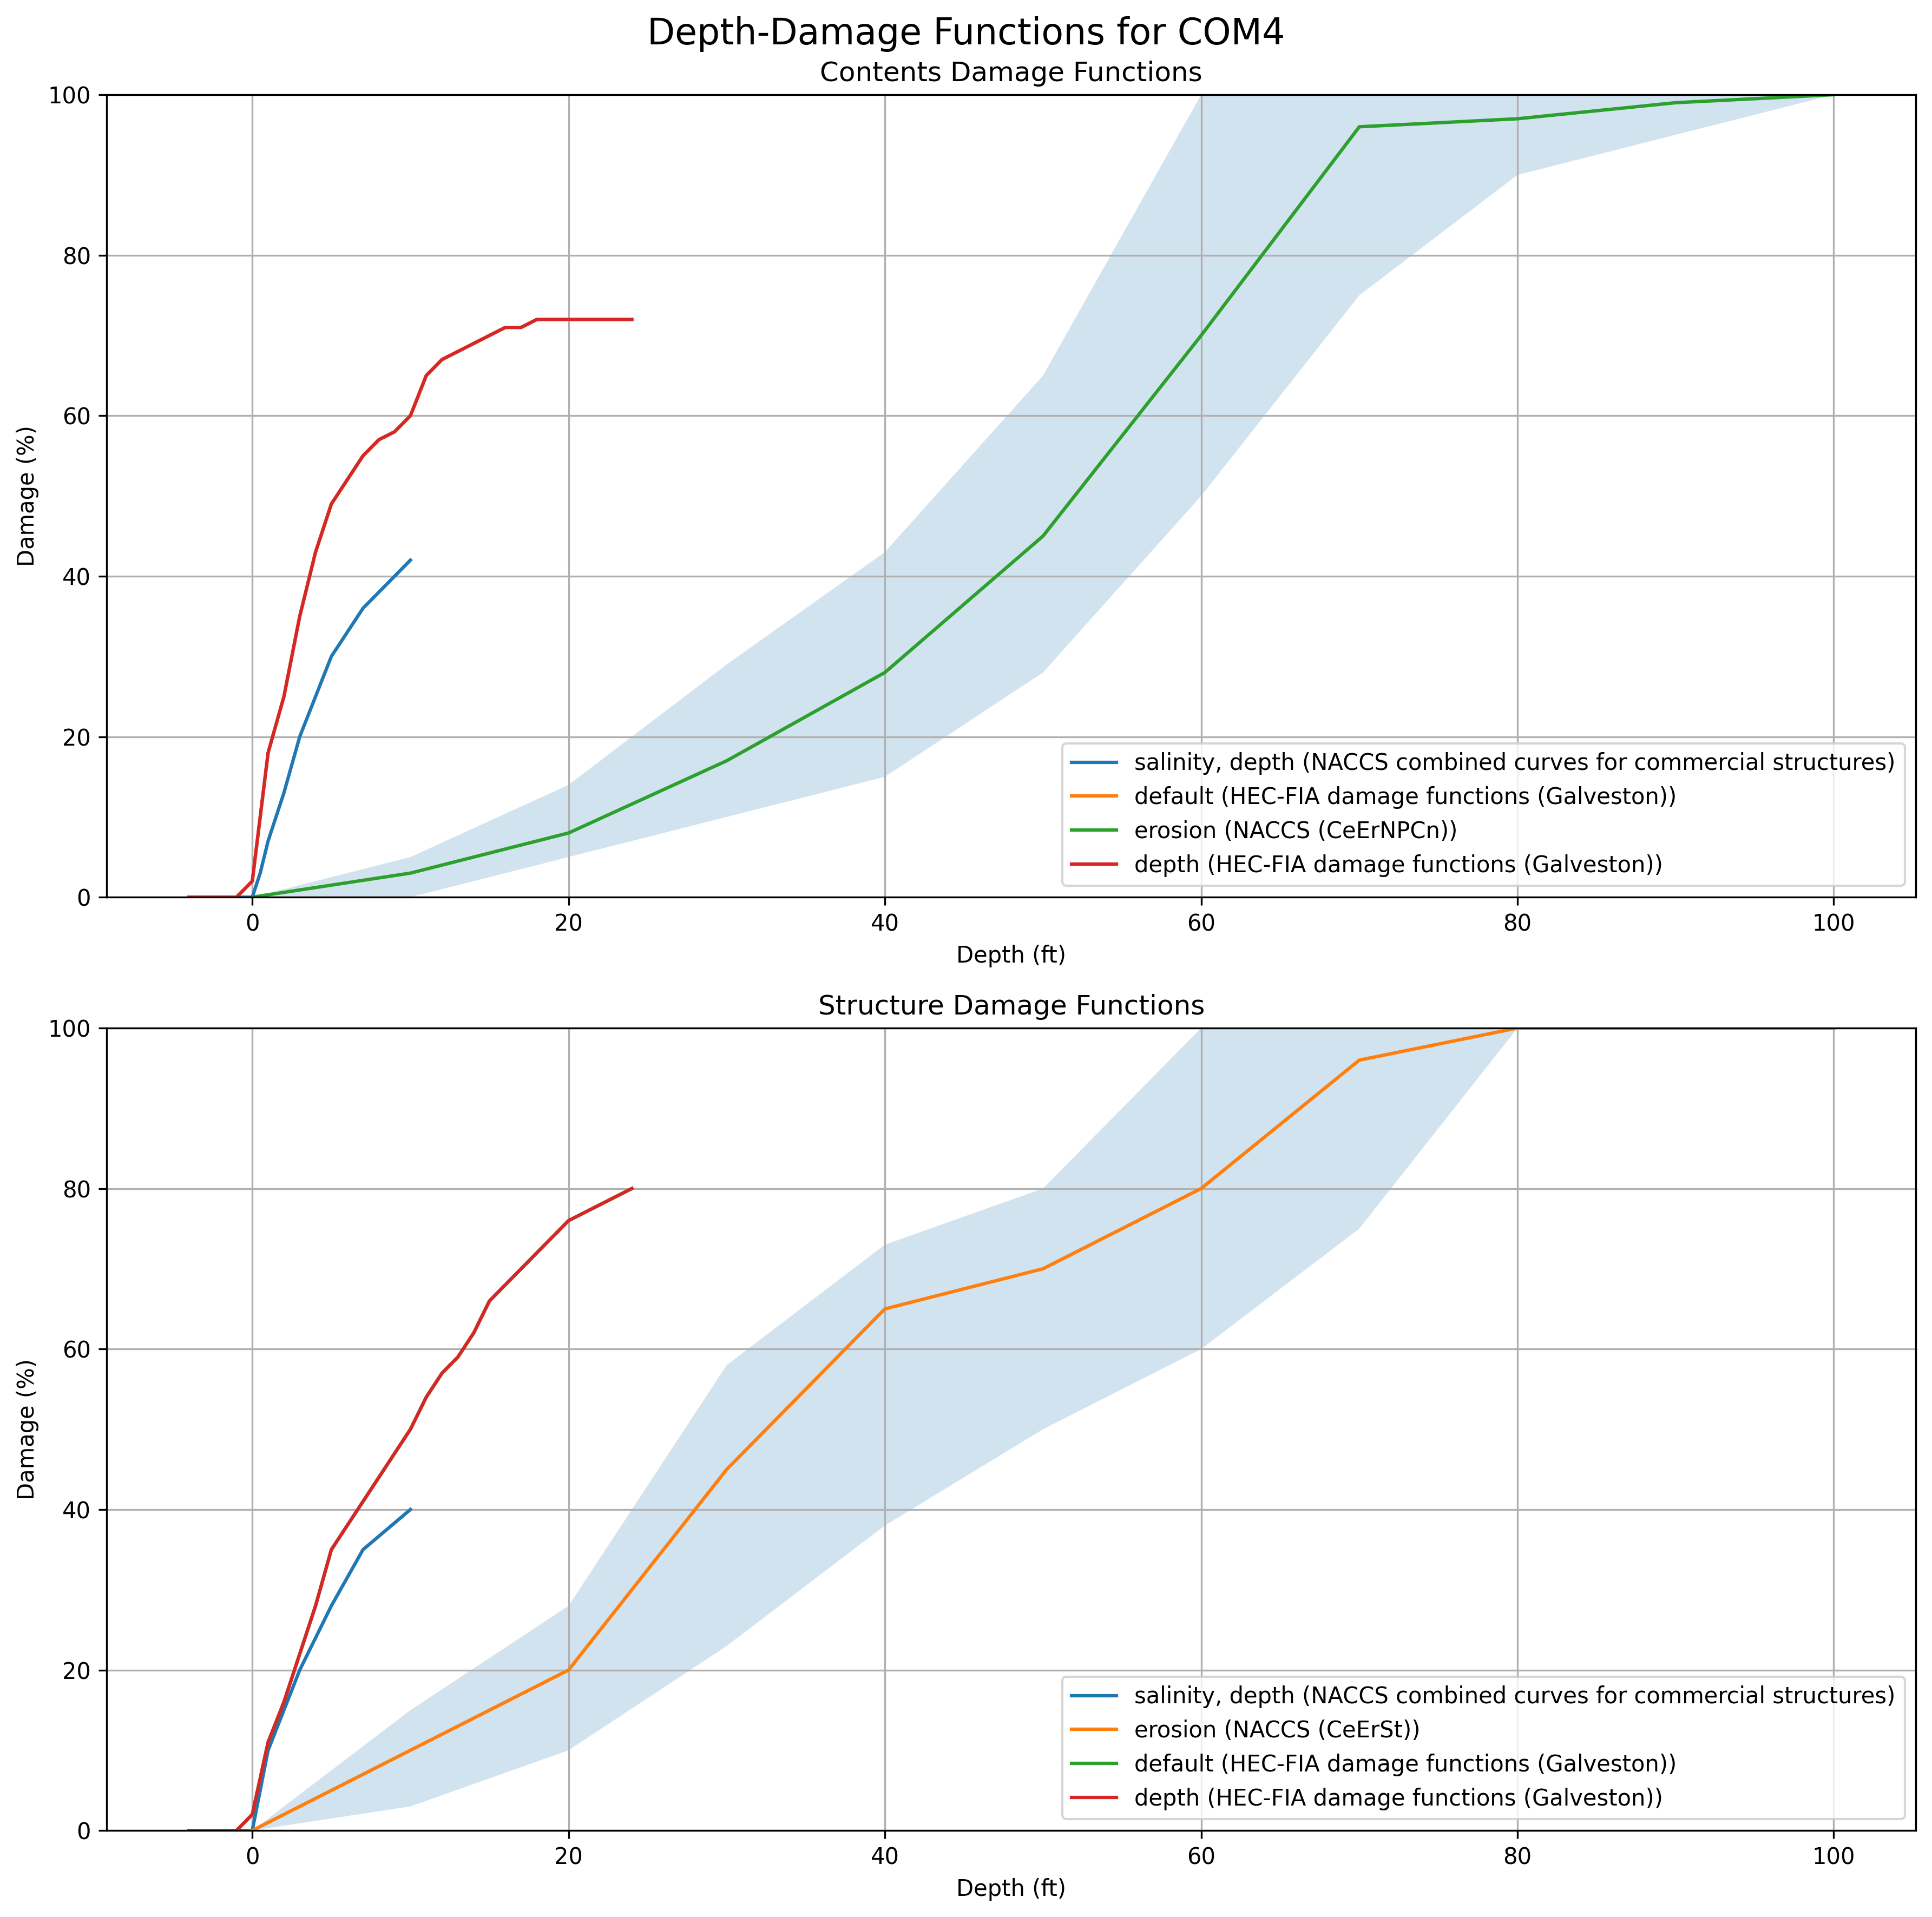 Depth-Damage Functions for COM4
Contents Damage Functions
100
80
60
40
20
0
Damage (%)
salinity, depth (NACCS combined curves for commercial structures)
default (HEC-FIA damage functions (Galveston))
erosion (NACCS (CeErNPCn))
depth (HEC-FIA damage functions (Galveston))
0 20 40 60 80 100
Depth (ft)
Structure Damage Functions
100
80
60
40
20
0
Damage (%)
salinity, depth (NACCS combined curves for commercial structures)
erosion (NACCS (CeErSt))
default (HEC-FIA damage functions (Galveston))
depth (HEC-FIA damage functions (Galveston))
0 20 40 60 80 100
Depth (ft)